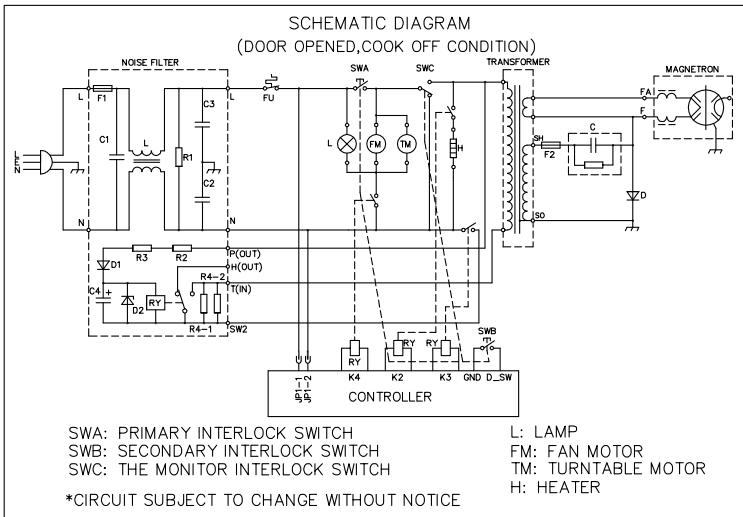 SCHEMATIC DIAGRAM
(DOOR OPENED,COOK OFF CONDITION)
NOISE FILTER
SWA
SWC
TRANSFORMER
MAGNETRON
L
F1
L
FU
FA
C1
L
R1
C3
C2
L
FM
TM
H
F
SH
F2
C
L
E
N
N
N
D
SO
R3
R2
P(OUT)
D1
H(OUT)
R4-2
T(IN)
C4
+
D2
RY
R4-1
SW2
SWB
RY
RY
RY
JP1-1
JP1-2
K4
K2
K3
GND
D_SW
CONTROLLER
SWA: PRIMARY INTERLOCK SWITCH
SWB: SECONDARY INTERLOCK SWITCH
SWC: THE MONITOR INTERLOCK SWITCH
*CIRCUIT SUBJECT TO CHANGE WITHOUT NOTICE
L: LAMP
FM: FAN MOTOR
TM: TURNTABLE MOTOR
H: HEATER